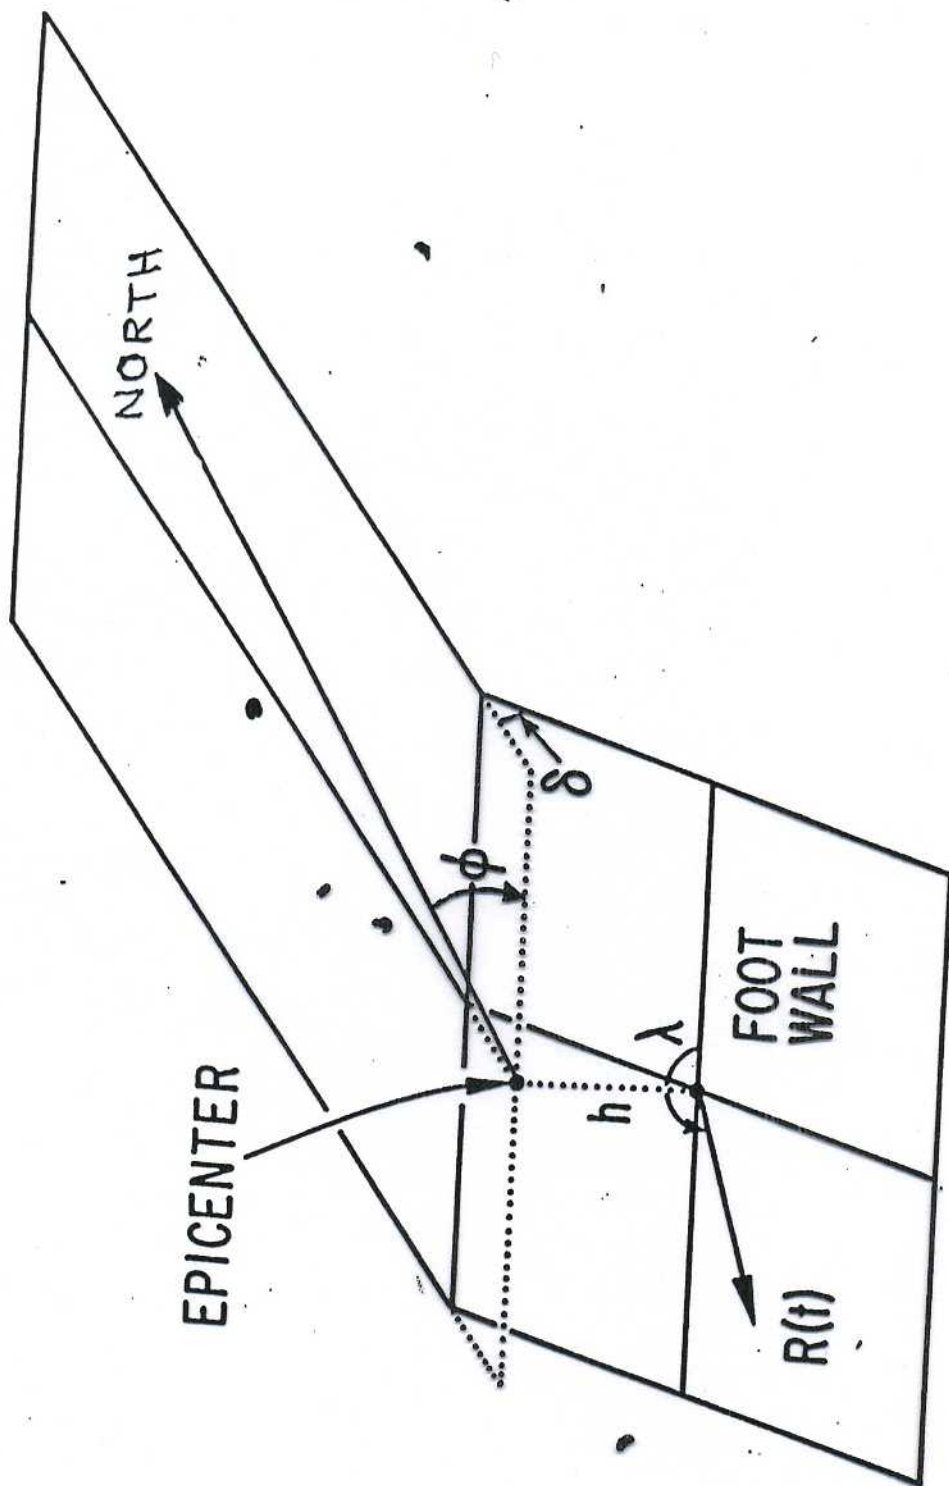 NORTH
EPICENTER
ϕ
δ
h
λ
FOOT
WALL
R(t)